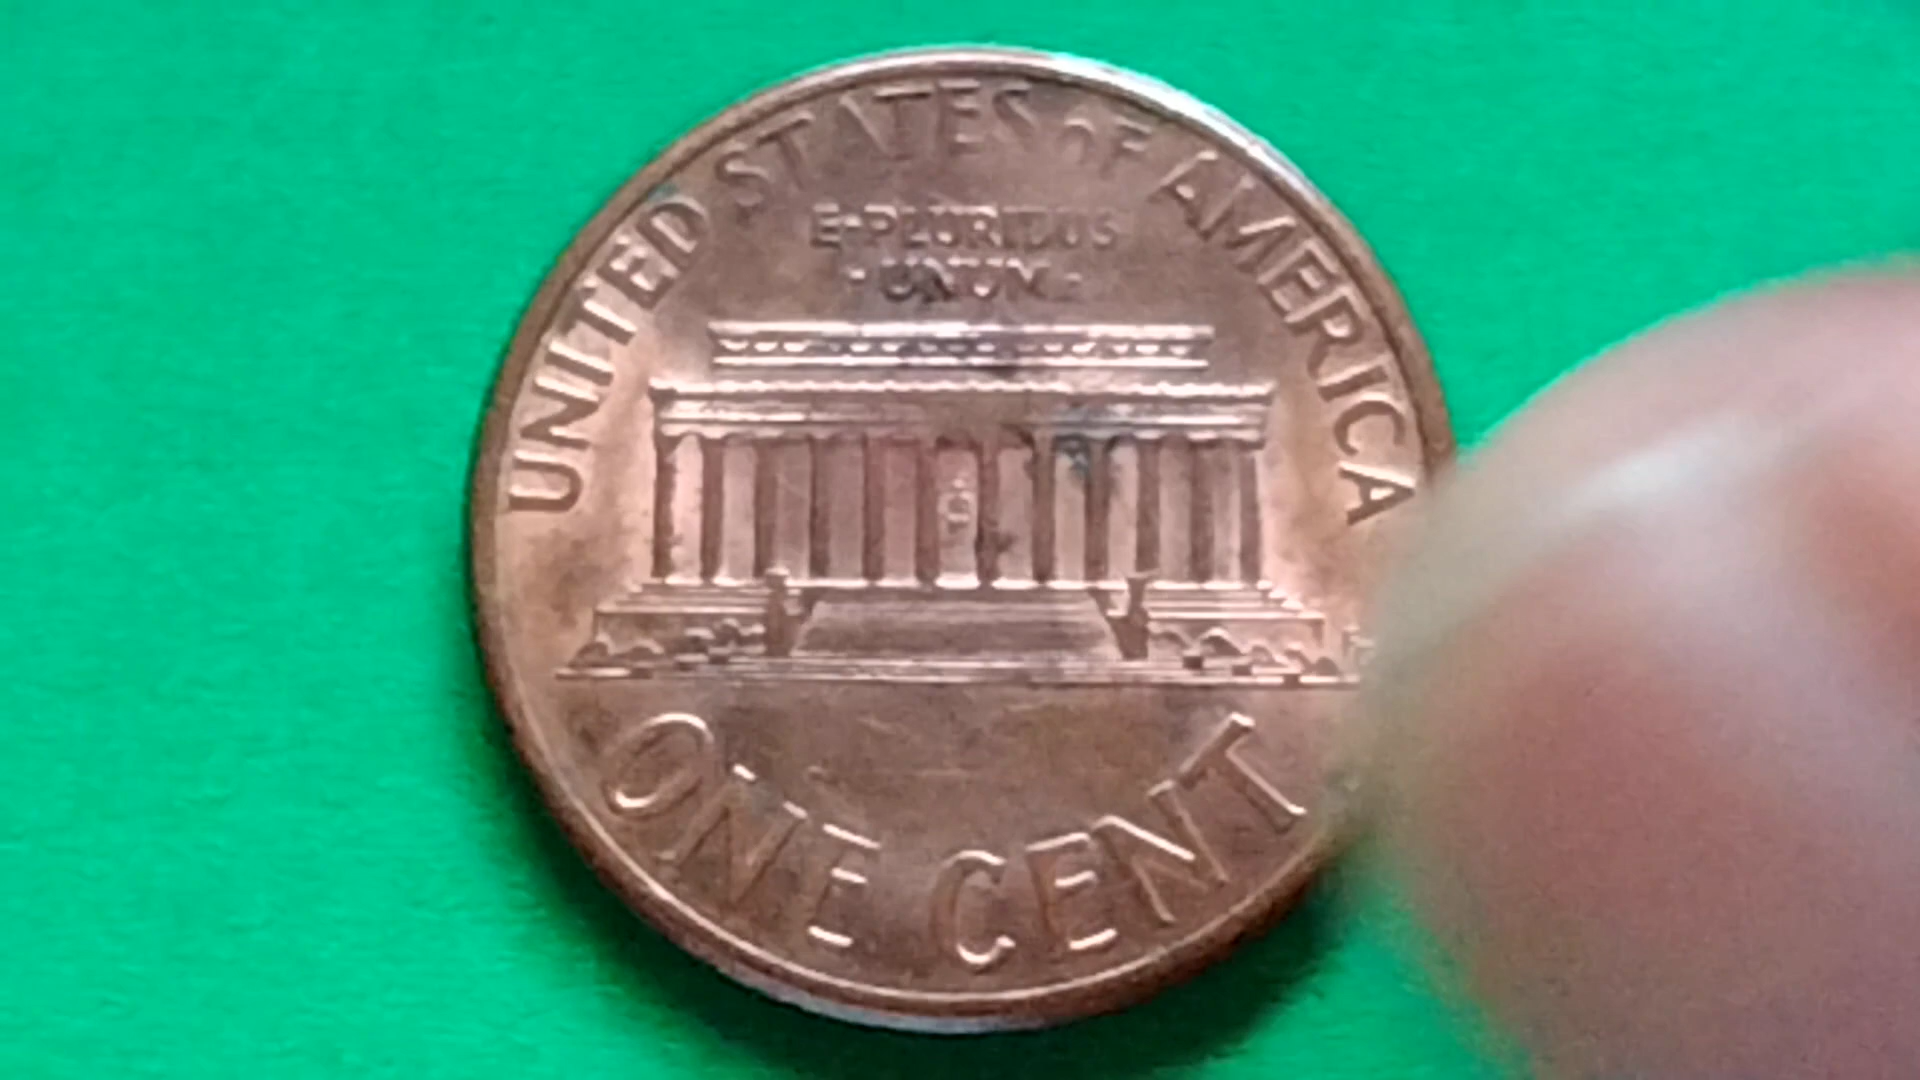 UNITED STATES OF AMERICA
E·PLURIBUS
·UNUM·
ONE CENT